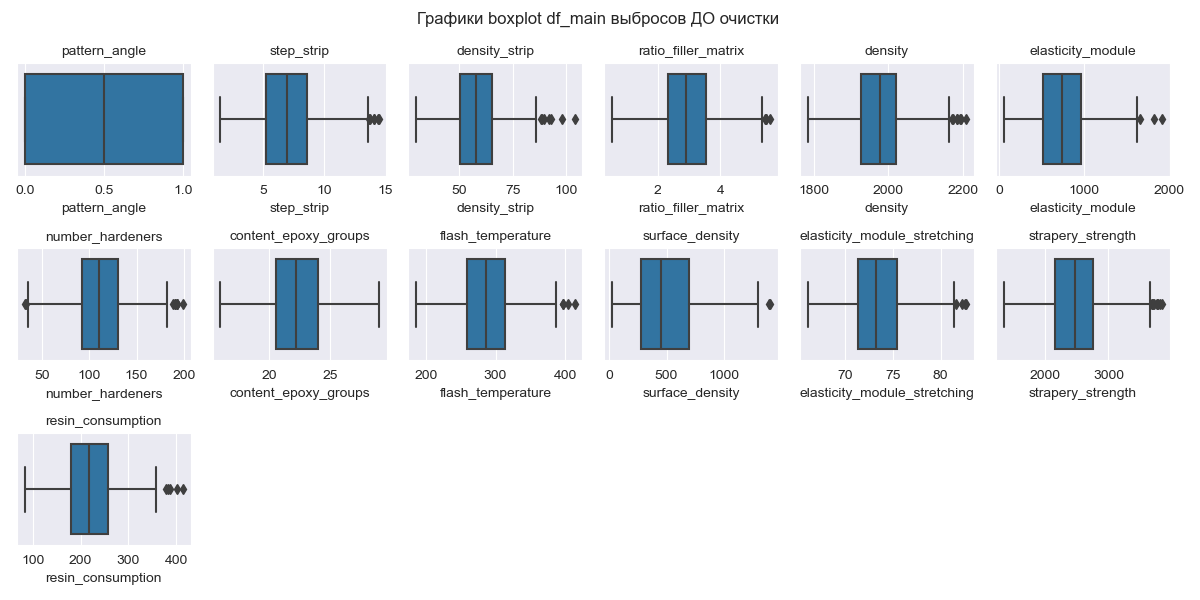 Графики boxplot df_main выбросов ДО очистки
pattern_angle step_strip density_strip ratio_filler_matrix density elasticity_module
0.0 0.5 1.0 5 10 15 50 75 100 2 4 1800 2000 2200 0 1000 2000
pattern_angle step_strip density_strip ratio_filler_matrix density elasticity_module
number_hardeners content_epoxy_groups flash_temperature surface_density elasticity_module_stretching strapery_strength
50 100 150 200 20 25 200 300 400 0 500 1000 70 75 80 2000 3000
number_hardeners content_epoxy_groups flash_temperature surface_density elasticity_module_stretching strapery_strength
resin_consumption
100 200 300 400
resin_consumption